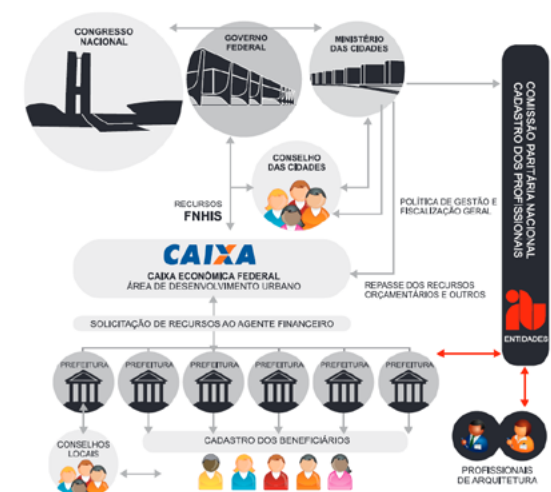 CONGRESSO
NACIONAL
GOVERNO
FEDERAL
MINISTÉRIO
DAS CIDADES
COMISSÃO PARITÁRIA NACIONAL
CADASTRO DOS PROFISSIONAIS
CONSELHO
DAS CIDADES
RECURSOS
FNHIS
POLÍTICA DE GESTÃO E
FISCALIZAÇÃO GERAL
CAIXA
CAIXA ECONÔMICA FEDERAL
ÁREA DE DESENVOLVIMENTO URBANO
REPASSE DOS RECURSOS
ORÇAMENTÁRIOS E OUTROS
SOLICITAÇÃO DE RECURSOS AO AGENTE FINANCEIRO
ENTIDADES
PREFEITURA
PREFEITURA
PREFEITURA
PREFEITURA
PREFEITURA
PREFEITURA
CONSELHOS
LOCAIS
CADASTRO DOS BENEFICIÁRIOS
PROFISSIONAIS
DE ARQUITETURA